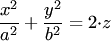 x²/a² + y²/b² = 2·z